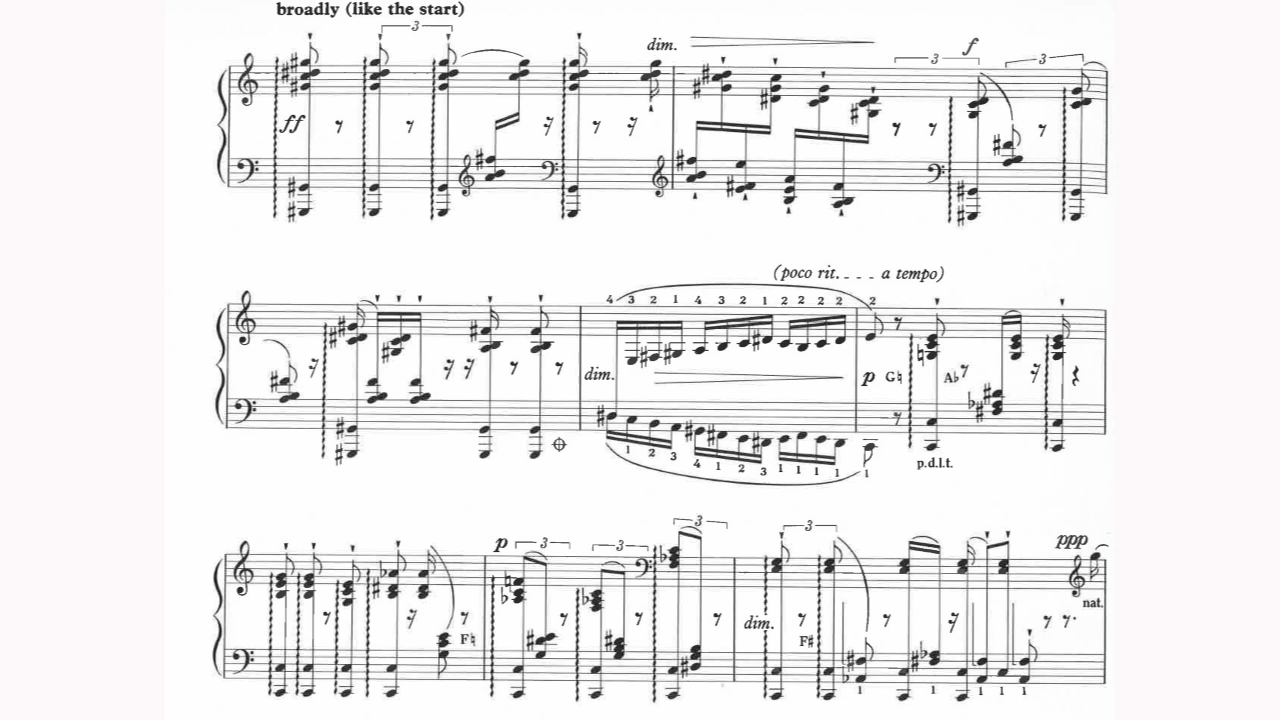 broadly (like the start)
3
dim.
f
3
3
ff
(poco rit. . . . a tempo)
4 3 2 1 4 3 2 1 2 2 2 2 2
dim.
p G♮ A♭
1 2 3 4 1 2 3 1 1 1 1 1
p.d.l.t.
3
p 3 3 3 ppp
nat.
F♮ dim. F#
1 1 1 1 1